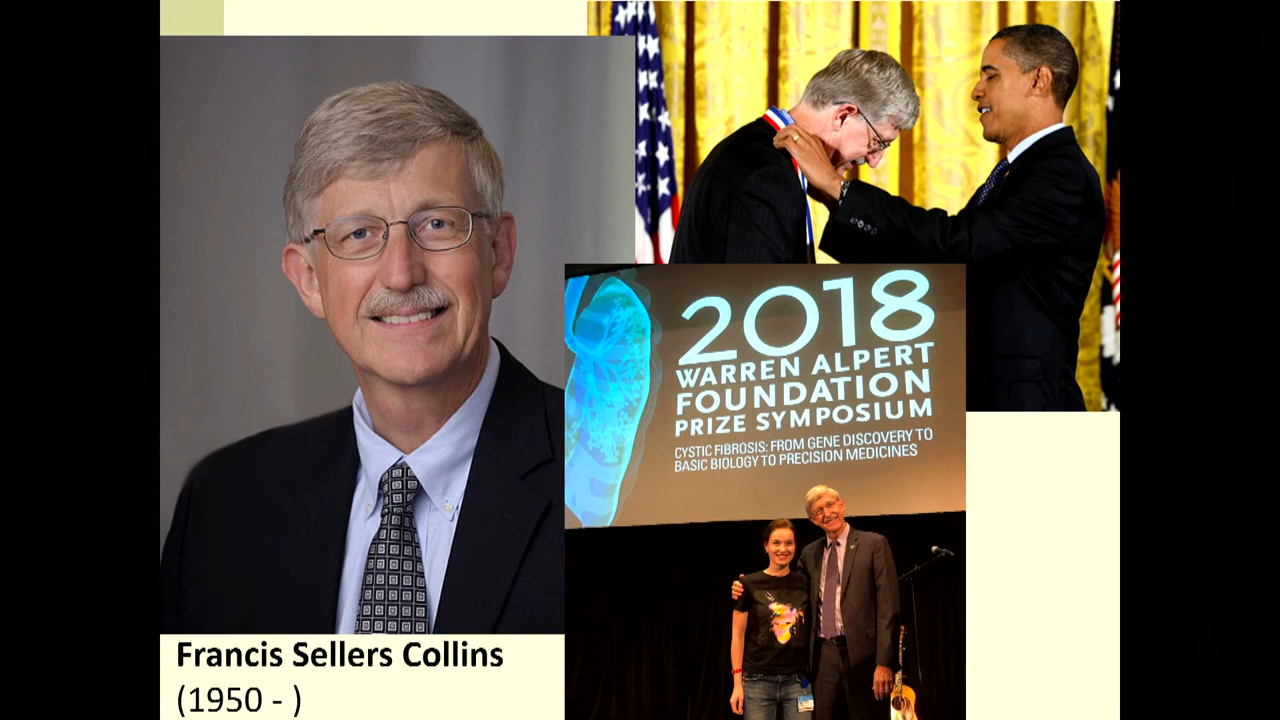 2018
WARREN ALPERT
FOUNDATION
PRIZE SYMPOSIUM
CYSTIC FIBROSIS: FROM GENE DISCOVERY TO
BASIC BIOLOGY TO PRECISION MEDICINES
Francis Sellers Collins
(1950 - )